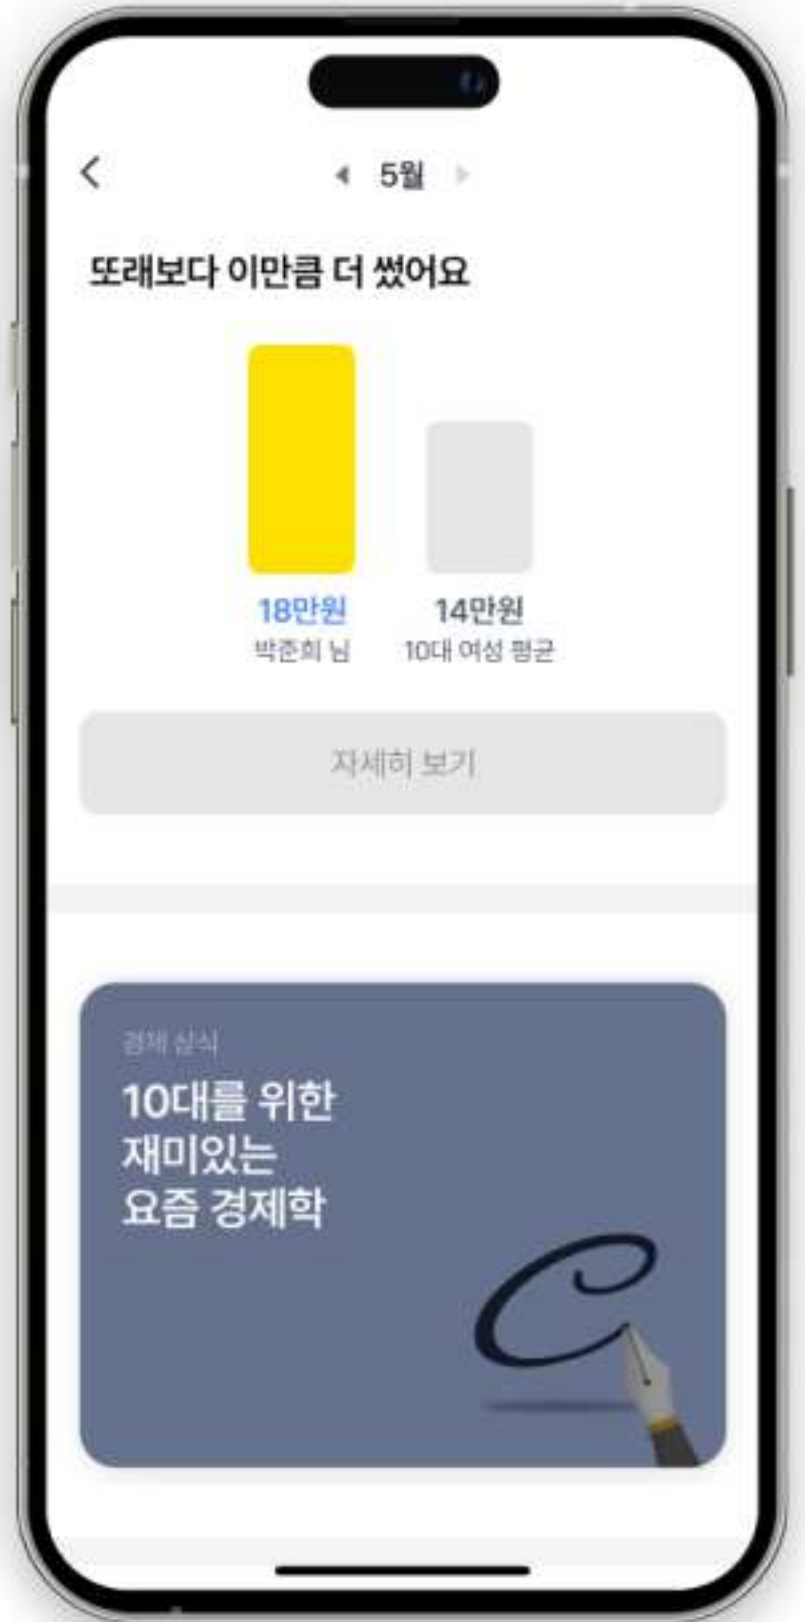 5월
또래보다 이만큼 더 썼어요
18만원 14만원
박준희 님 10대 여성 평균
자세히 보기
경제 상식
10대를 위한
재미있는
요즘 경제학
C